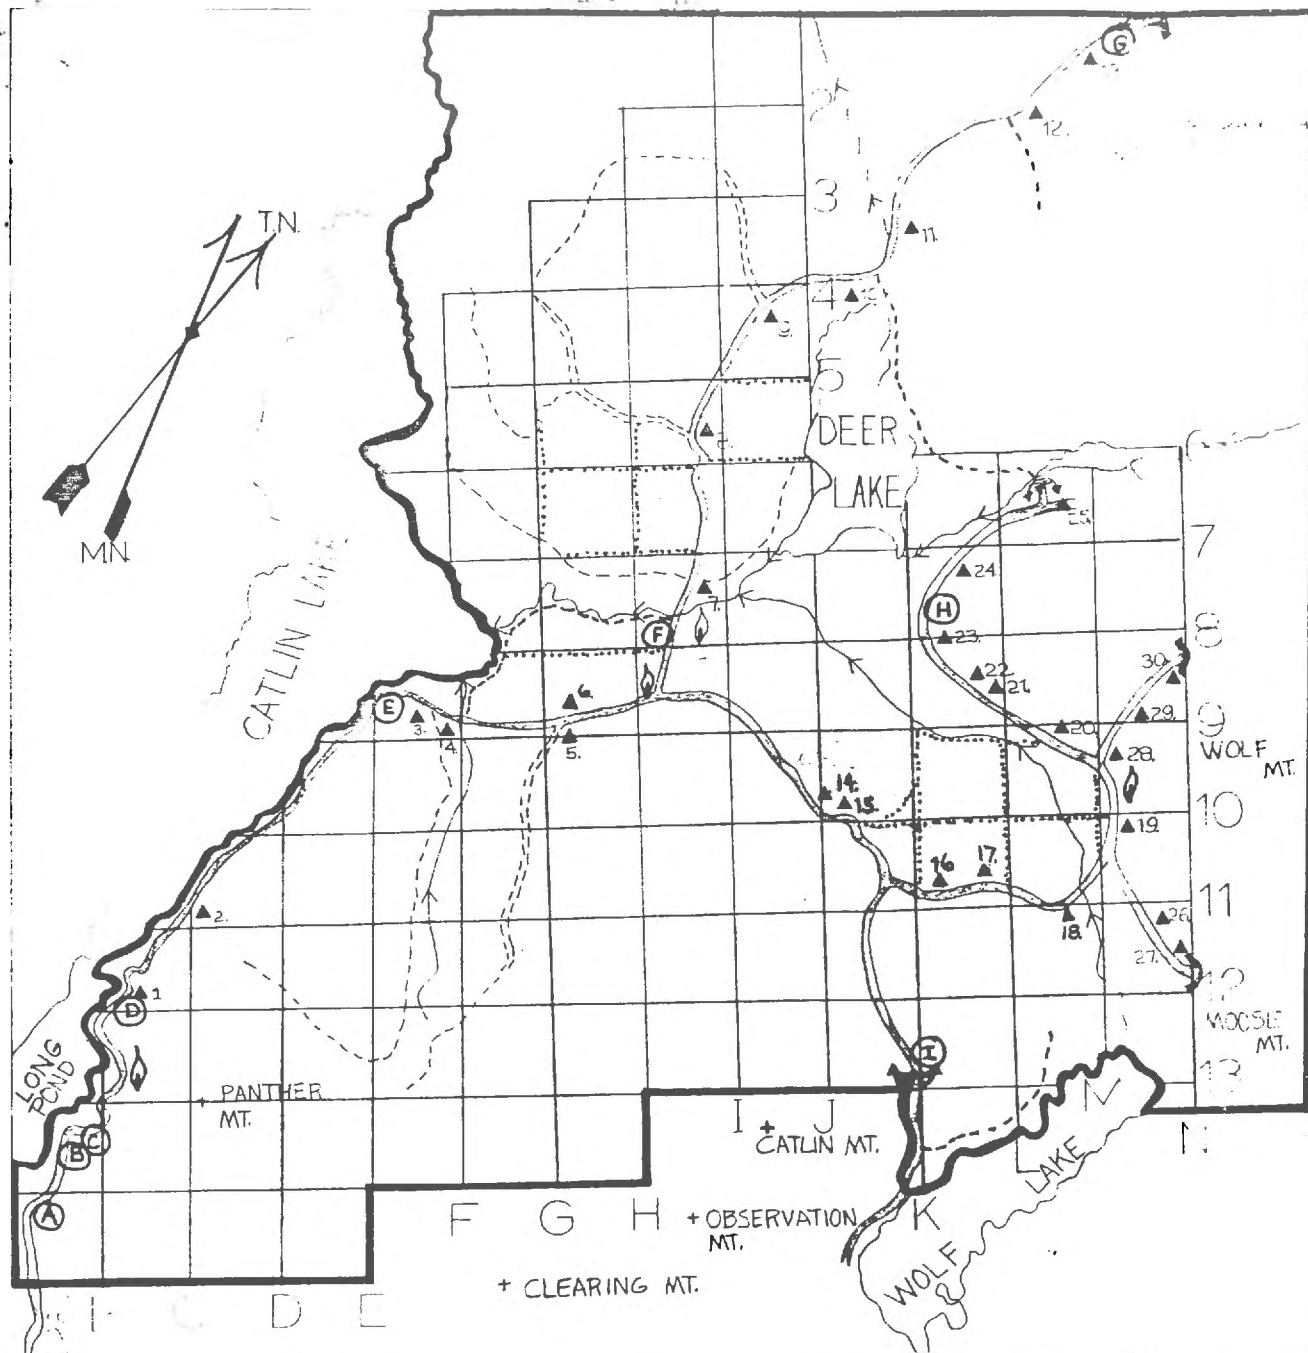 G
T.N.
MN
2
12.
3
11.
4
9.
5
DEER
LAKE
CATLIN LAKE
7
25.
24.
H
23.
8
7.
F
22.
21.
30.
29.
20.
9
WOLF
MT.
28.
6.
E
3.
4.
5.
14.
15.
10
19.
16
17.
18.
11
26.
27.
2.
1
D
12
MOOSE
MT.
LONG
POND
I
13
+ PANTHER
MT.
C
B
A
I
J
+
CATLIN MT.
M
N
LAKE
WOLF
F
G
H
K
+ OBSERVATION
MT.
+ CLEARING MT.
C
D
E